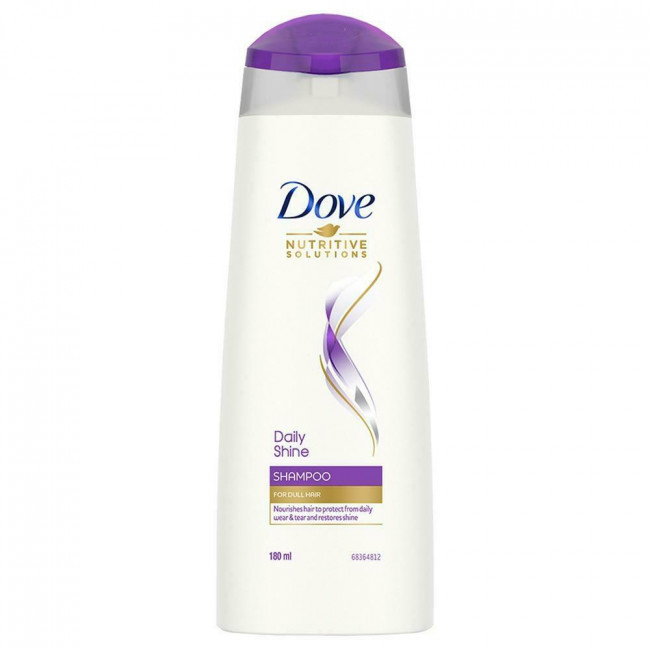 Dove
NUTRITIVE
SOLUTIONS
Daily
Shine
SHAMPOO
FOR DULL HAIR
Nourishes hair to protect from daily
wear & tear and restores shine
180 ml 68364812